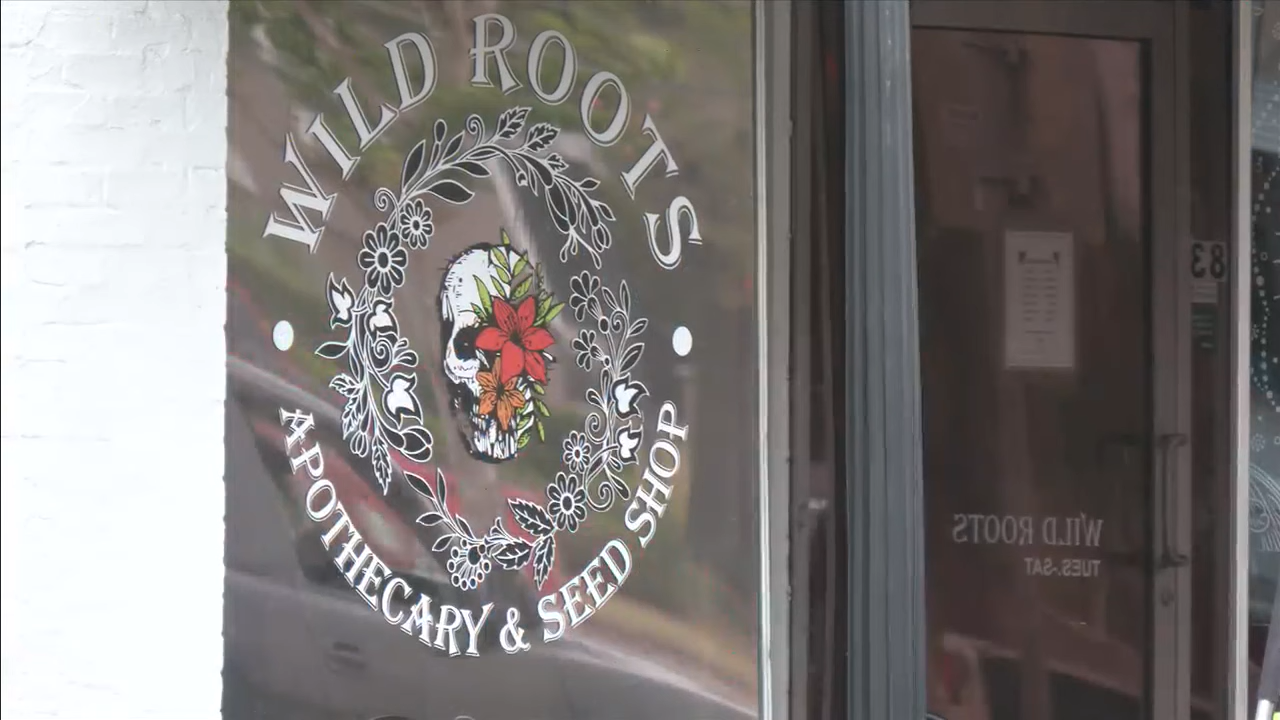 WILD ROOTS
APOTHECARY & SEED SHOP
83
WILD ROOTS
TUES.-SAT